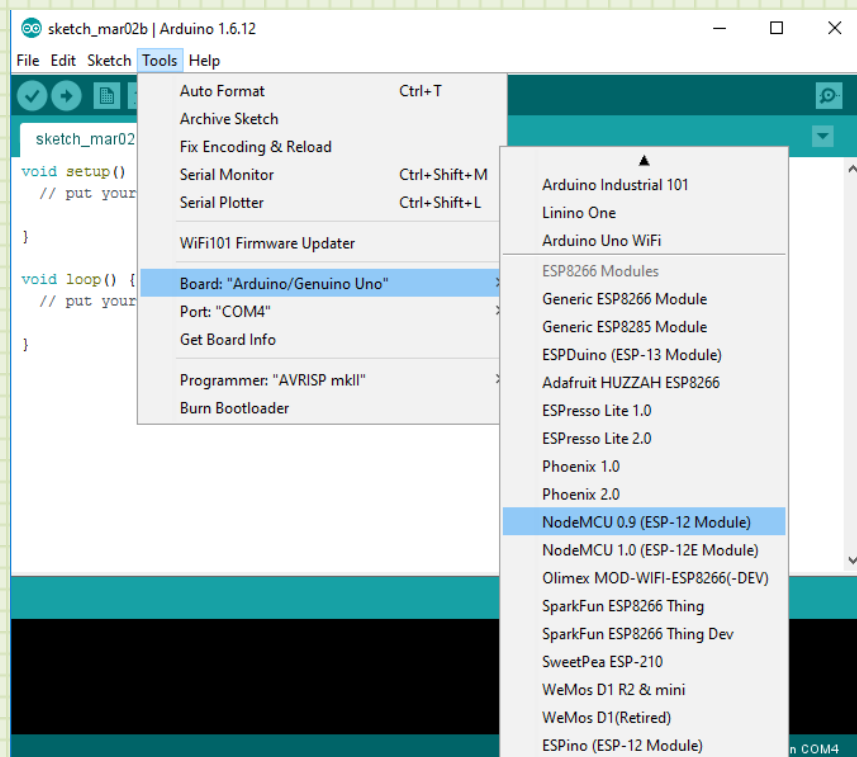 sketch_mar02b | Arduino 1.6.12
File Edit Sketch Tools Help
sketch_mar02
void setup()
// put your
}
void loop() {
// put your
}
Auto Format Ctrl+T
Archive Sketch
Fix Encoding & Reload
Serial Monitor Ctrl+Shift+M
Serial Plotter Ctrl+Shift+L
WiFi101 Firmware Updater
Board: "Arduino/Genuino Uno"
Port: "COM4"
Get Board Info
Programmer: "AVRISP mkII"
Burn Bootloader
Arduino Industrial 101
Linino One
Arduino Uno WiFi
ESP8266 Modules
Generic ESP8266 Module
Generic ESP8285 Module
ESPDuino (ESP-13 Module)
Adafruit HUZZAH ESP8266
ESPresso Lite 1.0
ESPresso Lite 2.0
Phoenix 1.0
Phoenix 2.0
NodeMCU 0.9 (ESP-12 Module)
NodeMCU 1.0 (ESP-12E Module)
Olimex MOD-WIFI-ESP8266(-DEV)
SparkFun ESP8266 Thing
SparkFun ESP8266 Thing Dev
SweetPea ESP-210
WeMos D1 R2 & mini
WeMos D1(Retired)
ESPino (ESP-12 Module)
n COM4